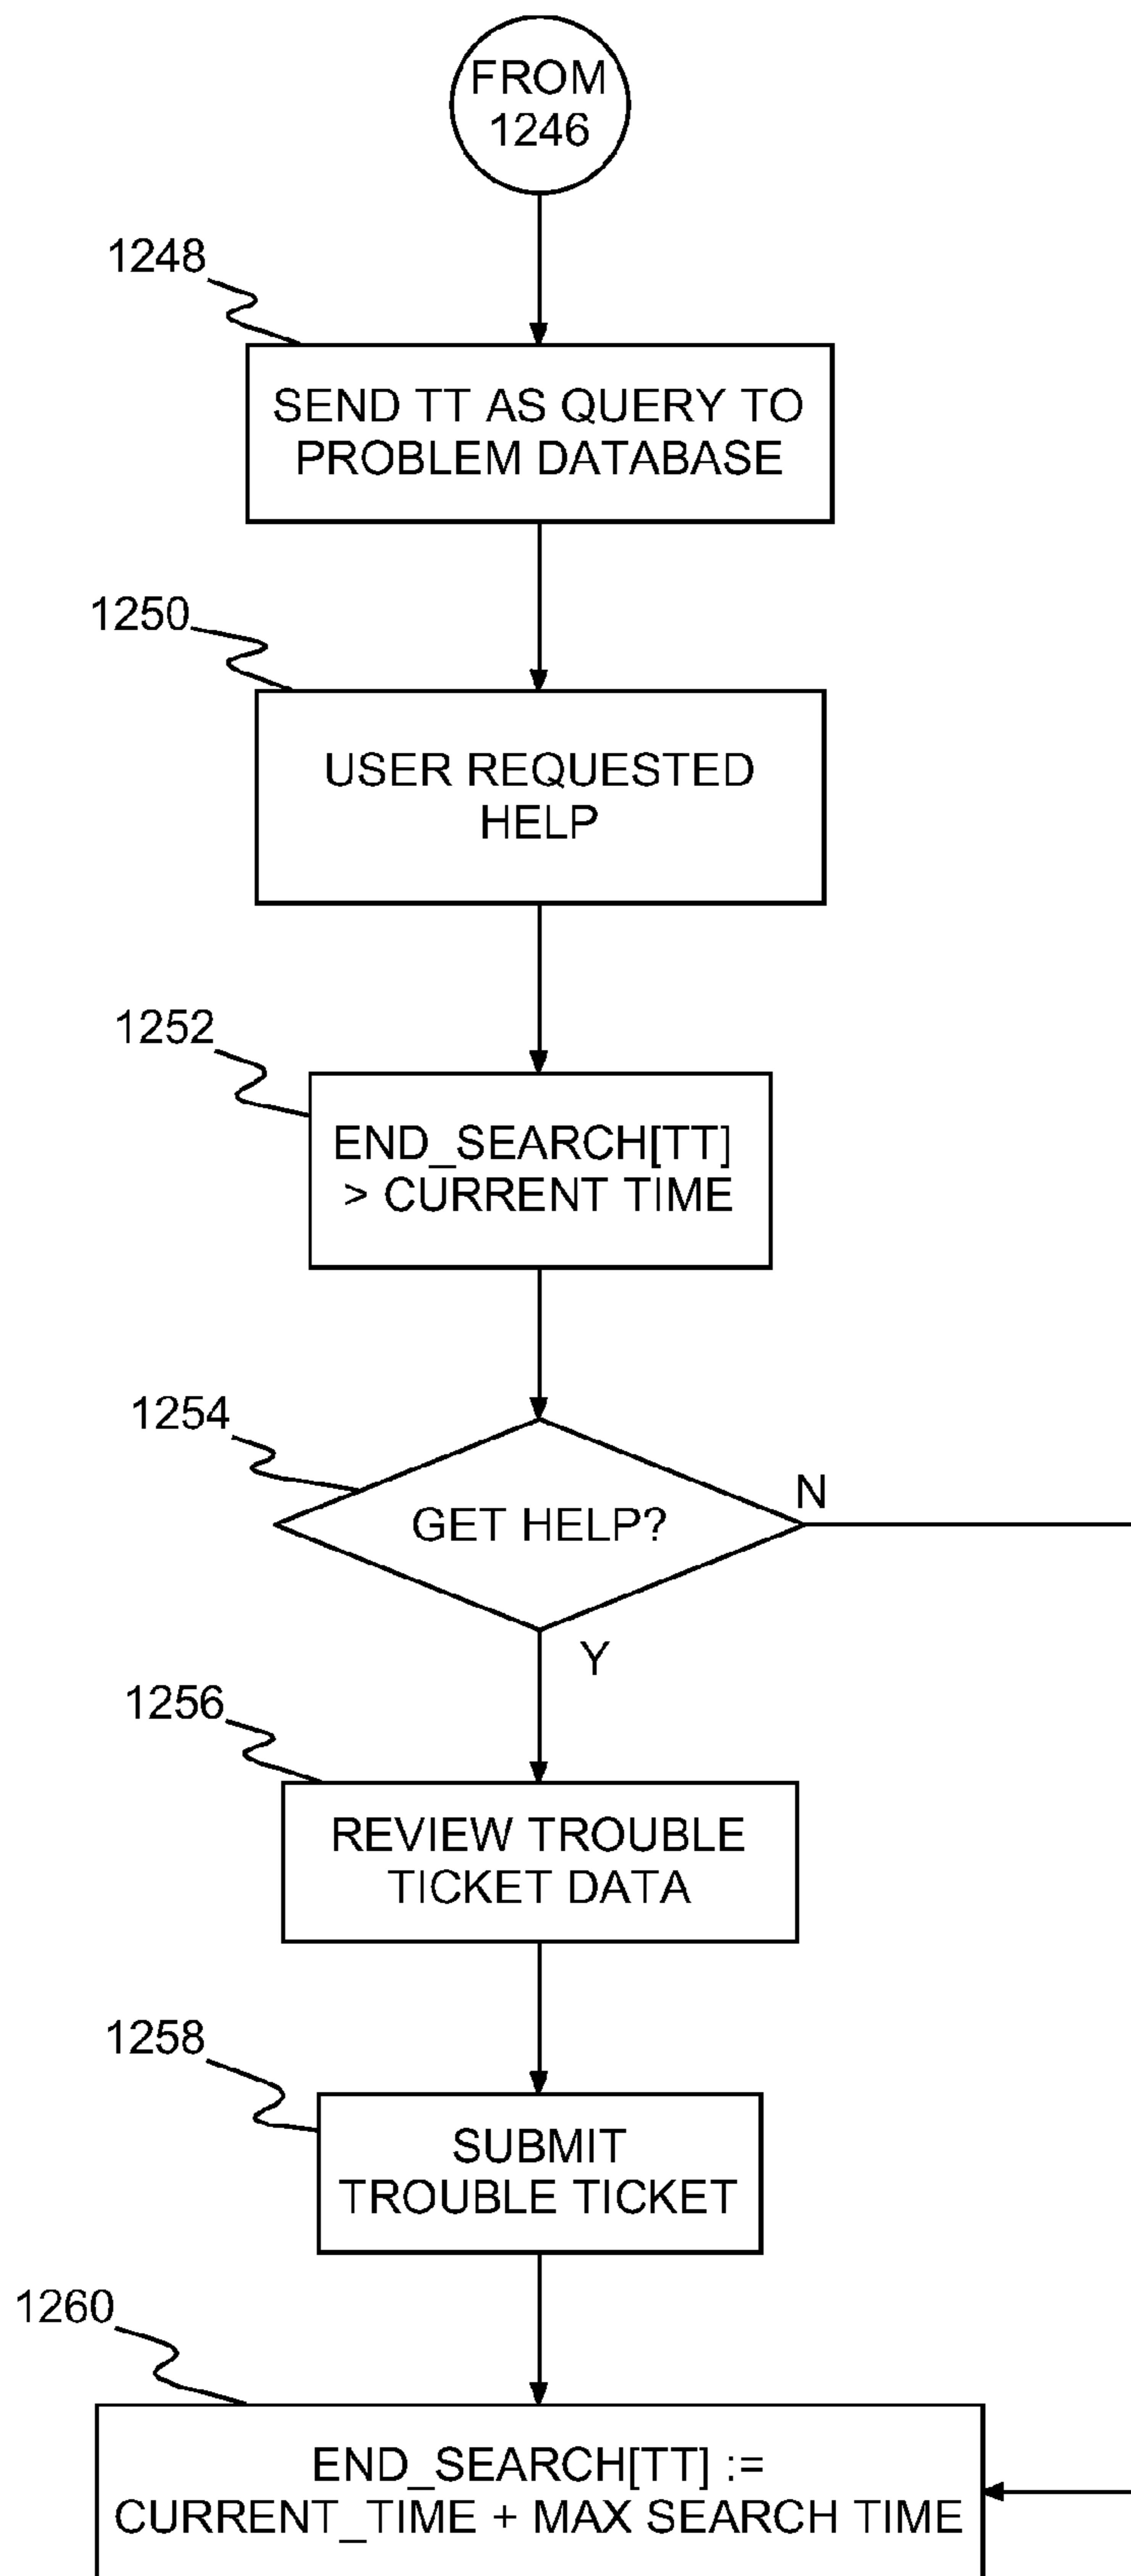 FROM
1246
1248
SEND TT AS QUERY TO
PROBLEM DATABASE
1250
USER REQUESTED
HELP
1252
END_SEARCH[TT]
> CURRENT TIME
1254
GET HELP?
N
Y
1256
REVIEW TROUBLE
TICKET DATA
1258
SUBMIT
TROUBLE TICKET
1260
END_SEARCH[TT] :=
CURRENT_TIME + MAX SEARCH TIME